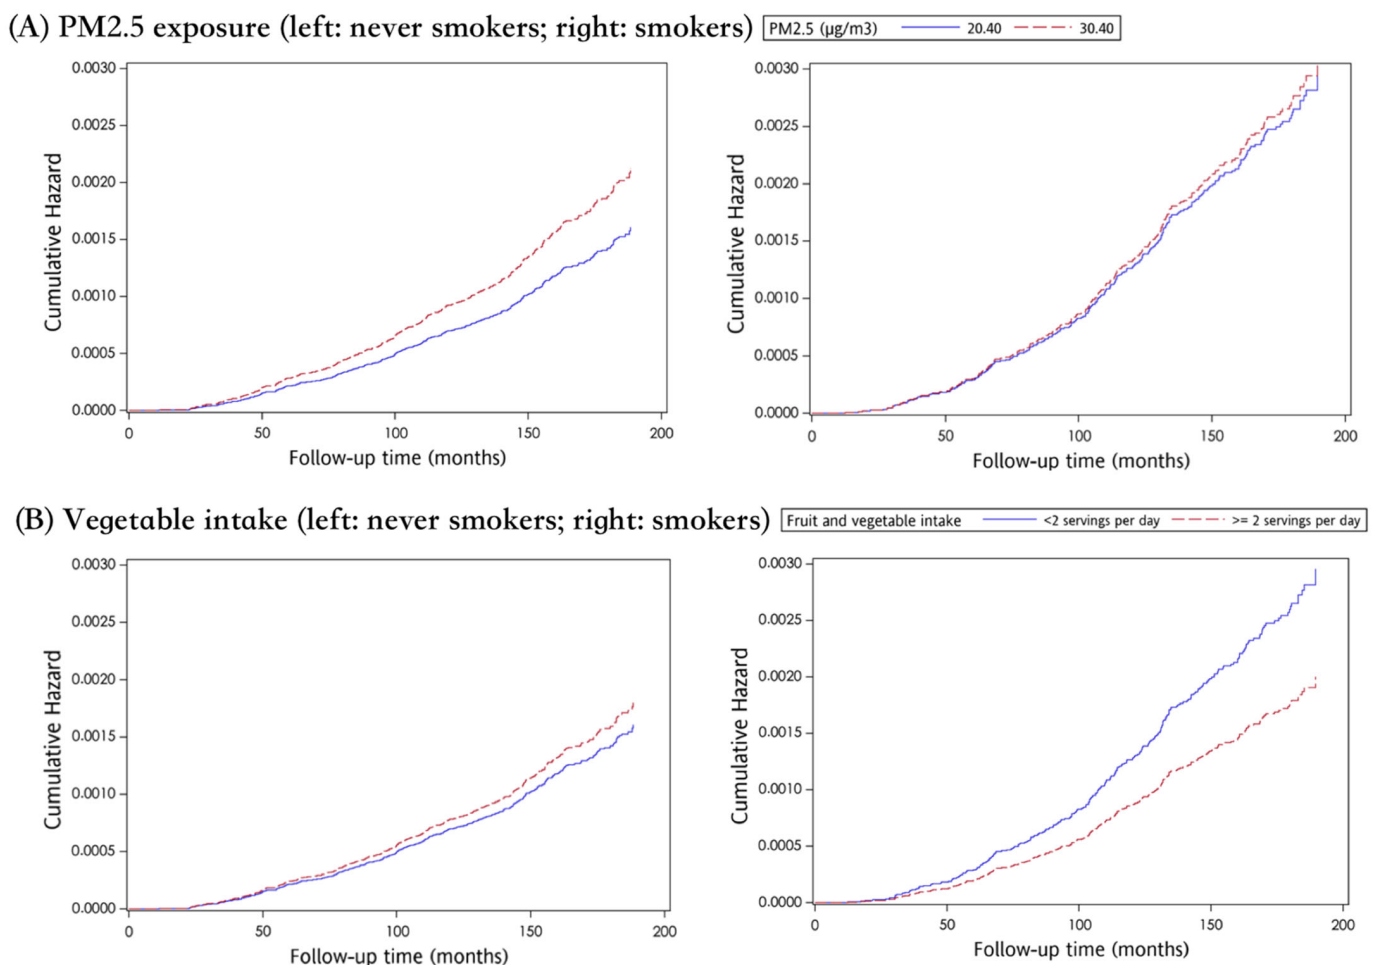 (A) PM2.5 exposure (left: never smokers; right: smokers)
PM2.5 (µg/m3) 20.40 30.40
0.0030
0.0025
0.0020
0.0015
0.0010
0.0005
0.0000
Cumulative Hazard
0 50 100 150 200
Follow-up time (months)
0.0030
0.0025
0.0020
0.0015
0.0010
0.0005
0.0000
Cumulative Hazard
0 50 100 150 200
Follow-up time (months)
(B) Vegetable intake (left: never smokers; right: smokers)
Fruit and vegetable intake <2 servings per day >= 2 servings per day
0.0030
0.0025
0.0020
0.0015
0.0010
0.0005
0.0000
Cumulative Hazard
0 50 100 150 200
Follow-up time (months)
0.0030
0.0025
0.0020
0.0015
0.0010
0.0005
0.0000
Cumulative Hazard
0 50 100 150 200
Follow-up time (months)